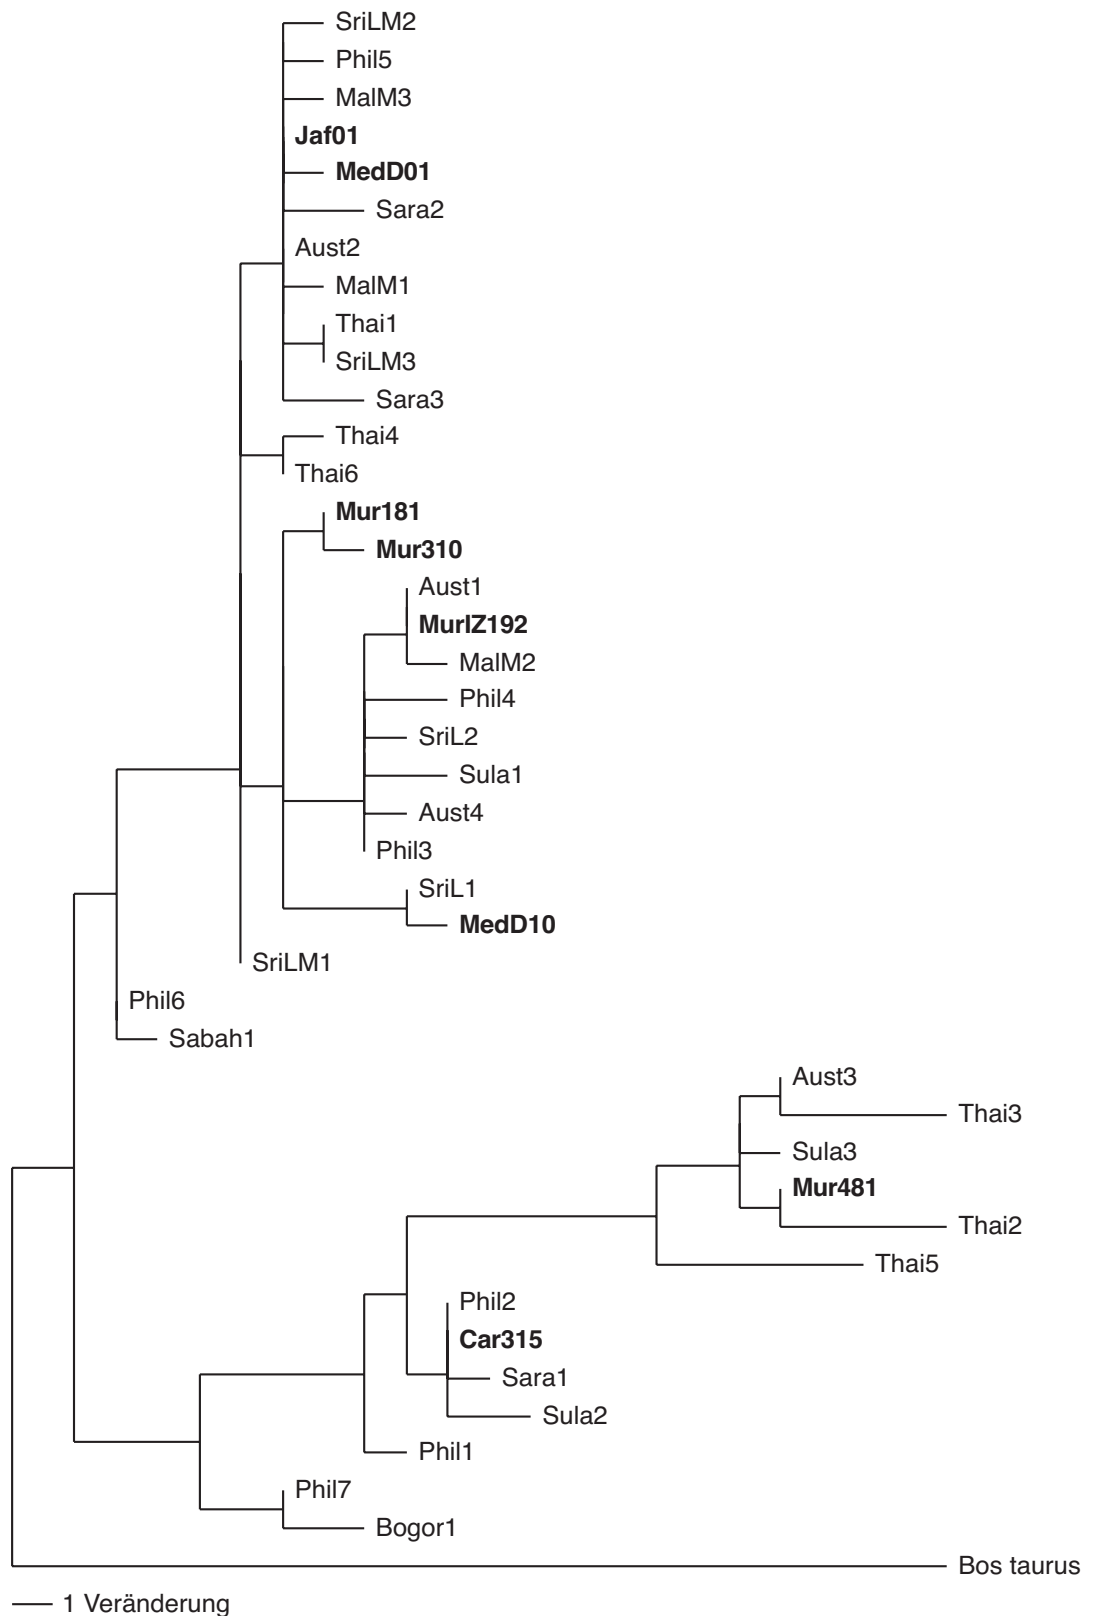 SriLM2
Phil5
MalM3
Jaf01
MedD01
Sara2
Aust2
MalM1
Thai1
SriLM3
Sara3
Thai4
Thai6
Mur181
Mur310
Aust1
MurIZ192
MalM2
Phil4
SriL2
Sula1
Aust4
Phil3
SriL1
MedD10
SriLM1
Phil6
Sabah1
Aust3
Thai3
Sula3
Mur481
Thai2
Thai5
Phil2
Car315
Sara1
Sula2
Phil1
Phil7
Bogor1
Bos taurus
1 Veränderung